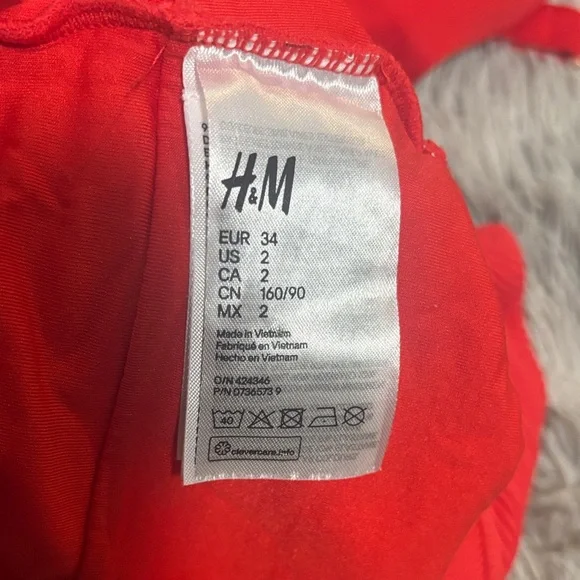 H&M
EUR 34
US 2
CA 2
CN 160/90
MX 2
Made in Vietnam
Fabriqué en Vietnam
Hecho en Vietnam
O/N 424346
P/N 0736573 9
40
clevercare.info